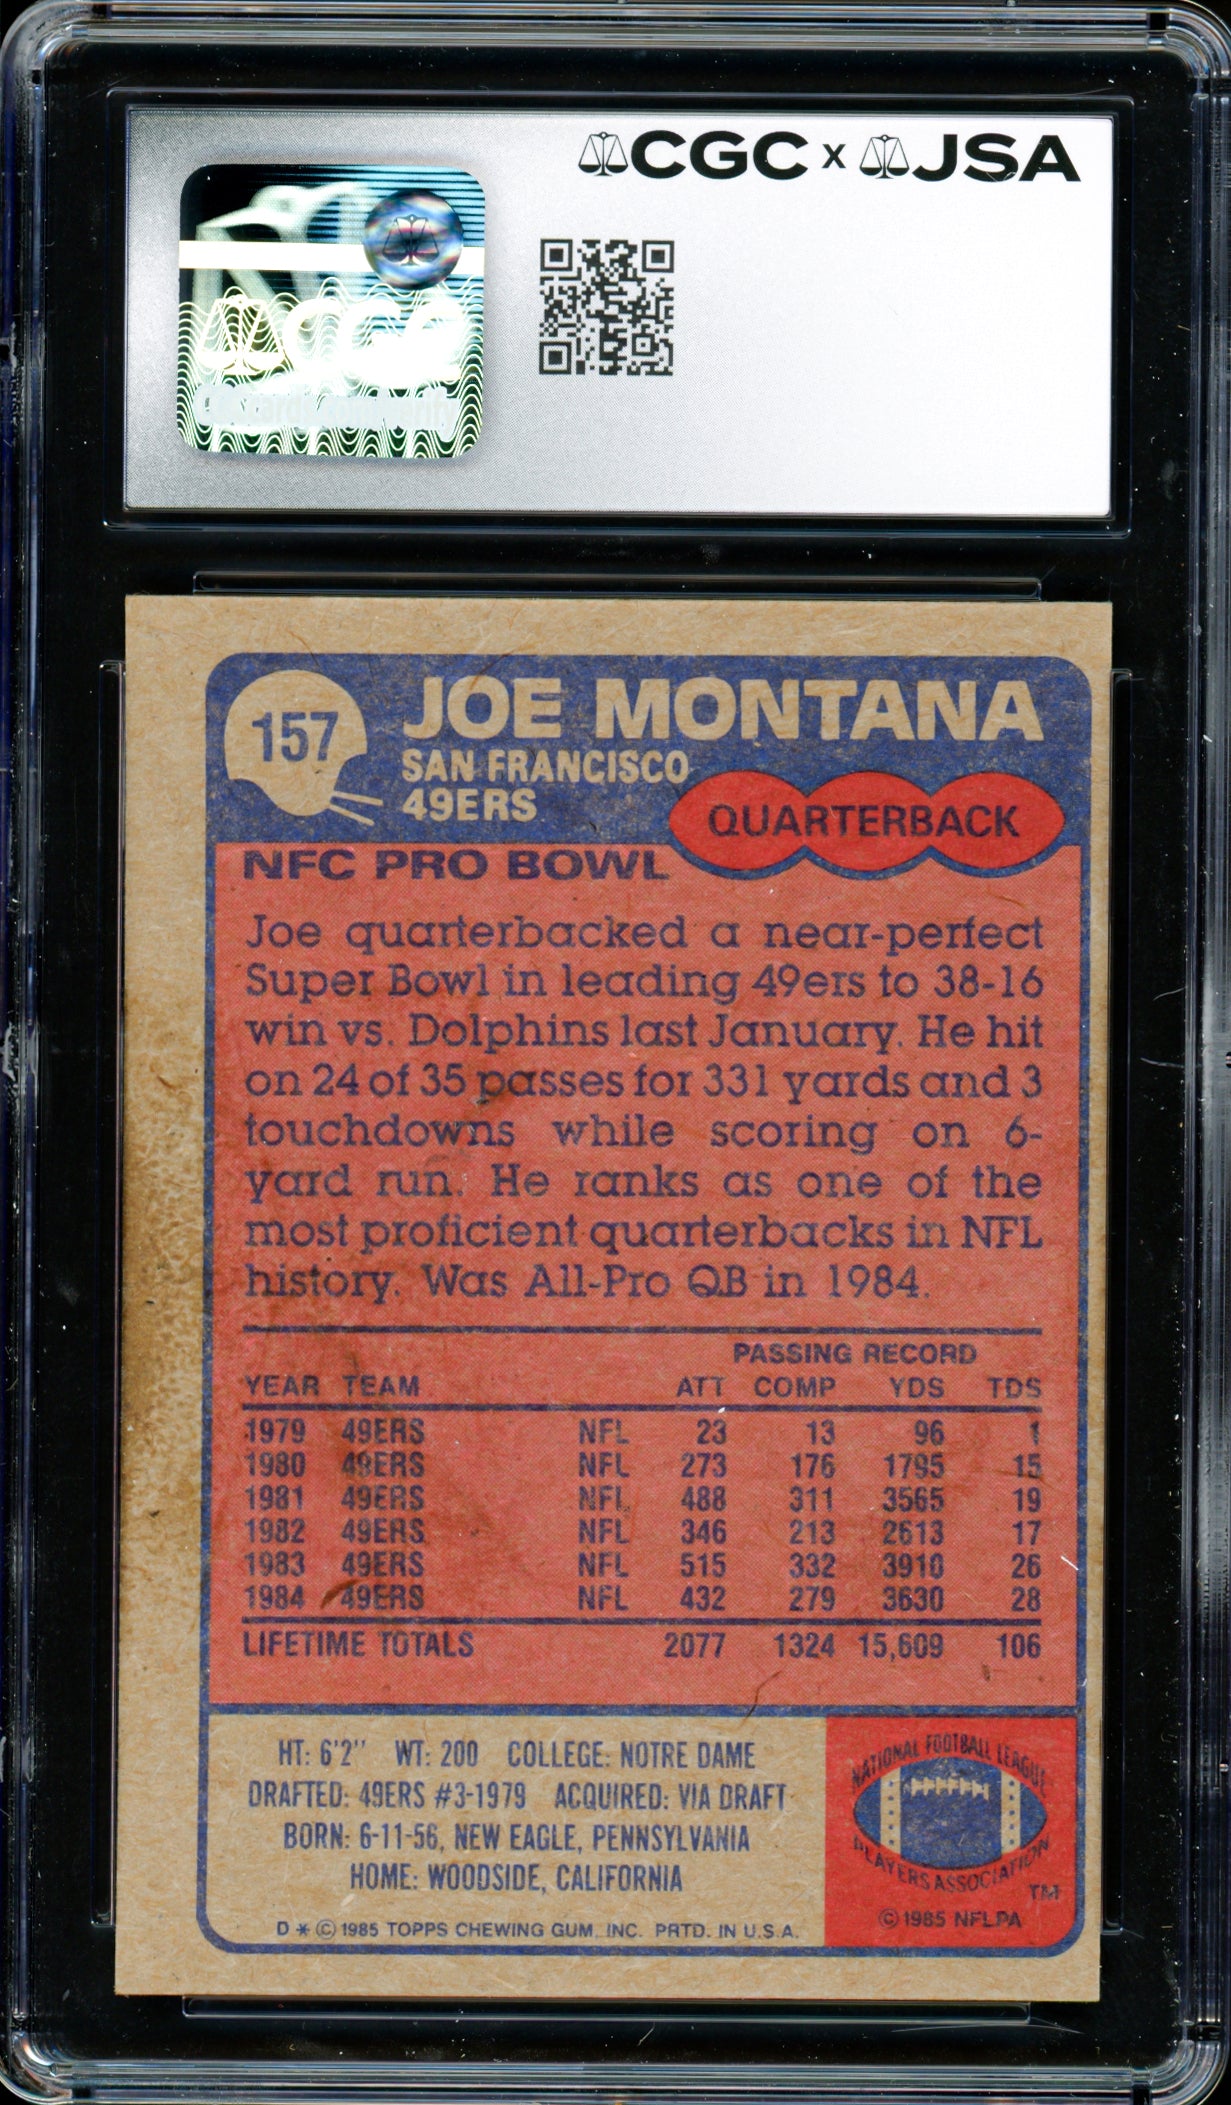 CGC x JSA
CGC
157
JOE MONTANA
SAN FRANCISCO
49ERS
QUARTERBACK
NFC PRO BOWL
Joe quarterbacked a near-perfect
Super Bowl in leading 49ers to 38-16
win vs. Dolphins last January. He hit
on 24 of 35 passes for 331 yards and 3
touchdowns while scoring on 6-
yard run. He ranks as one of the
most proficient quarterbacks in NFL
history. Was All-Pro QB in 1984.
PASSING RECORD
YEAR TEAM ATT COMP YDS TDS
1979 49ERS NFL 23 13 96 1
1980 49ERS NFL 273 176 1795 15
1981 49ERS NFL 488 311 3565 19
1982 49ERS NFL 346 213 2613 17
1983 49ERS NFL 515 332 3910 26
1984 49ERS NFL 432 279 3630 28
LIFETIME TOTALS 2077 1324 15,609 106
HT: 6'2" WT: 200 COLLEGE: NOTRE DAME
DRAFTED: 49ERS #3-1979 ACQUIRED: VIA DRAFT
BORN: 6-11-56, NEW EAGLE, PENNSYLVANIA
HOME: WOODSIDE, CALIFORNIA
D * © 1985 TOPPS CHEWING GUM, INC. PRTD. IN U.S.A.
NATIONAL FOOTBALL LEAGUE
PLAYERS ASSOCIATION
TM
© 1985 NFLPA